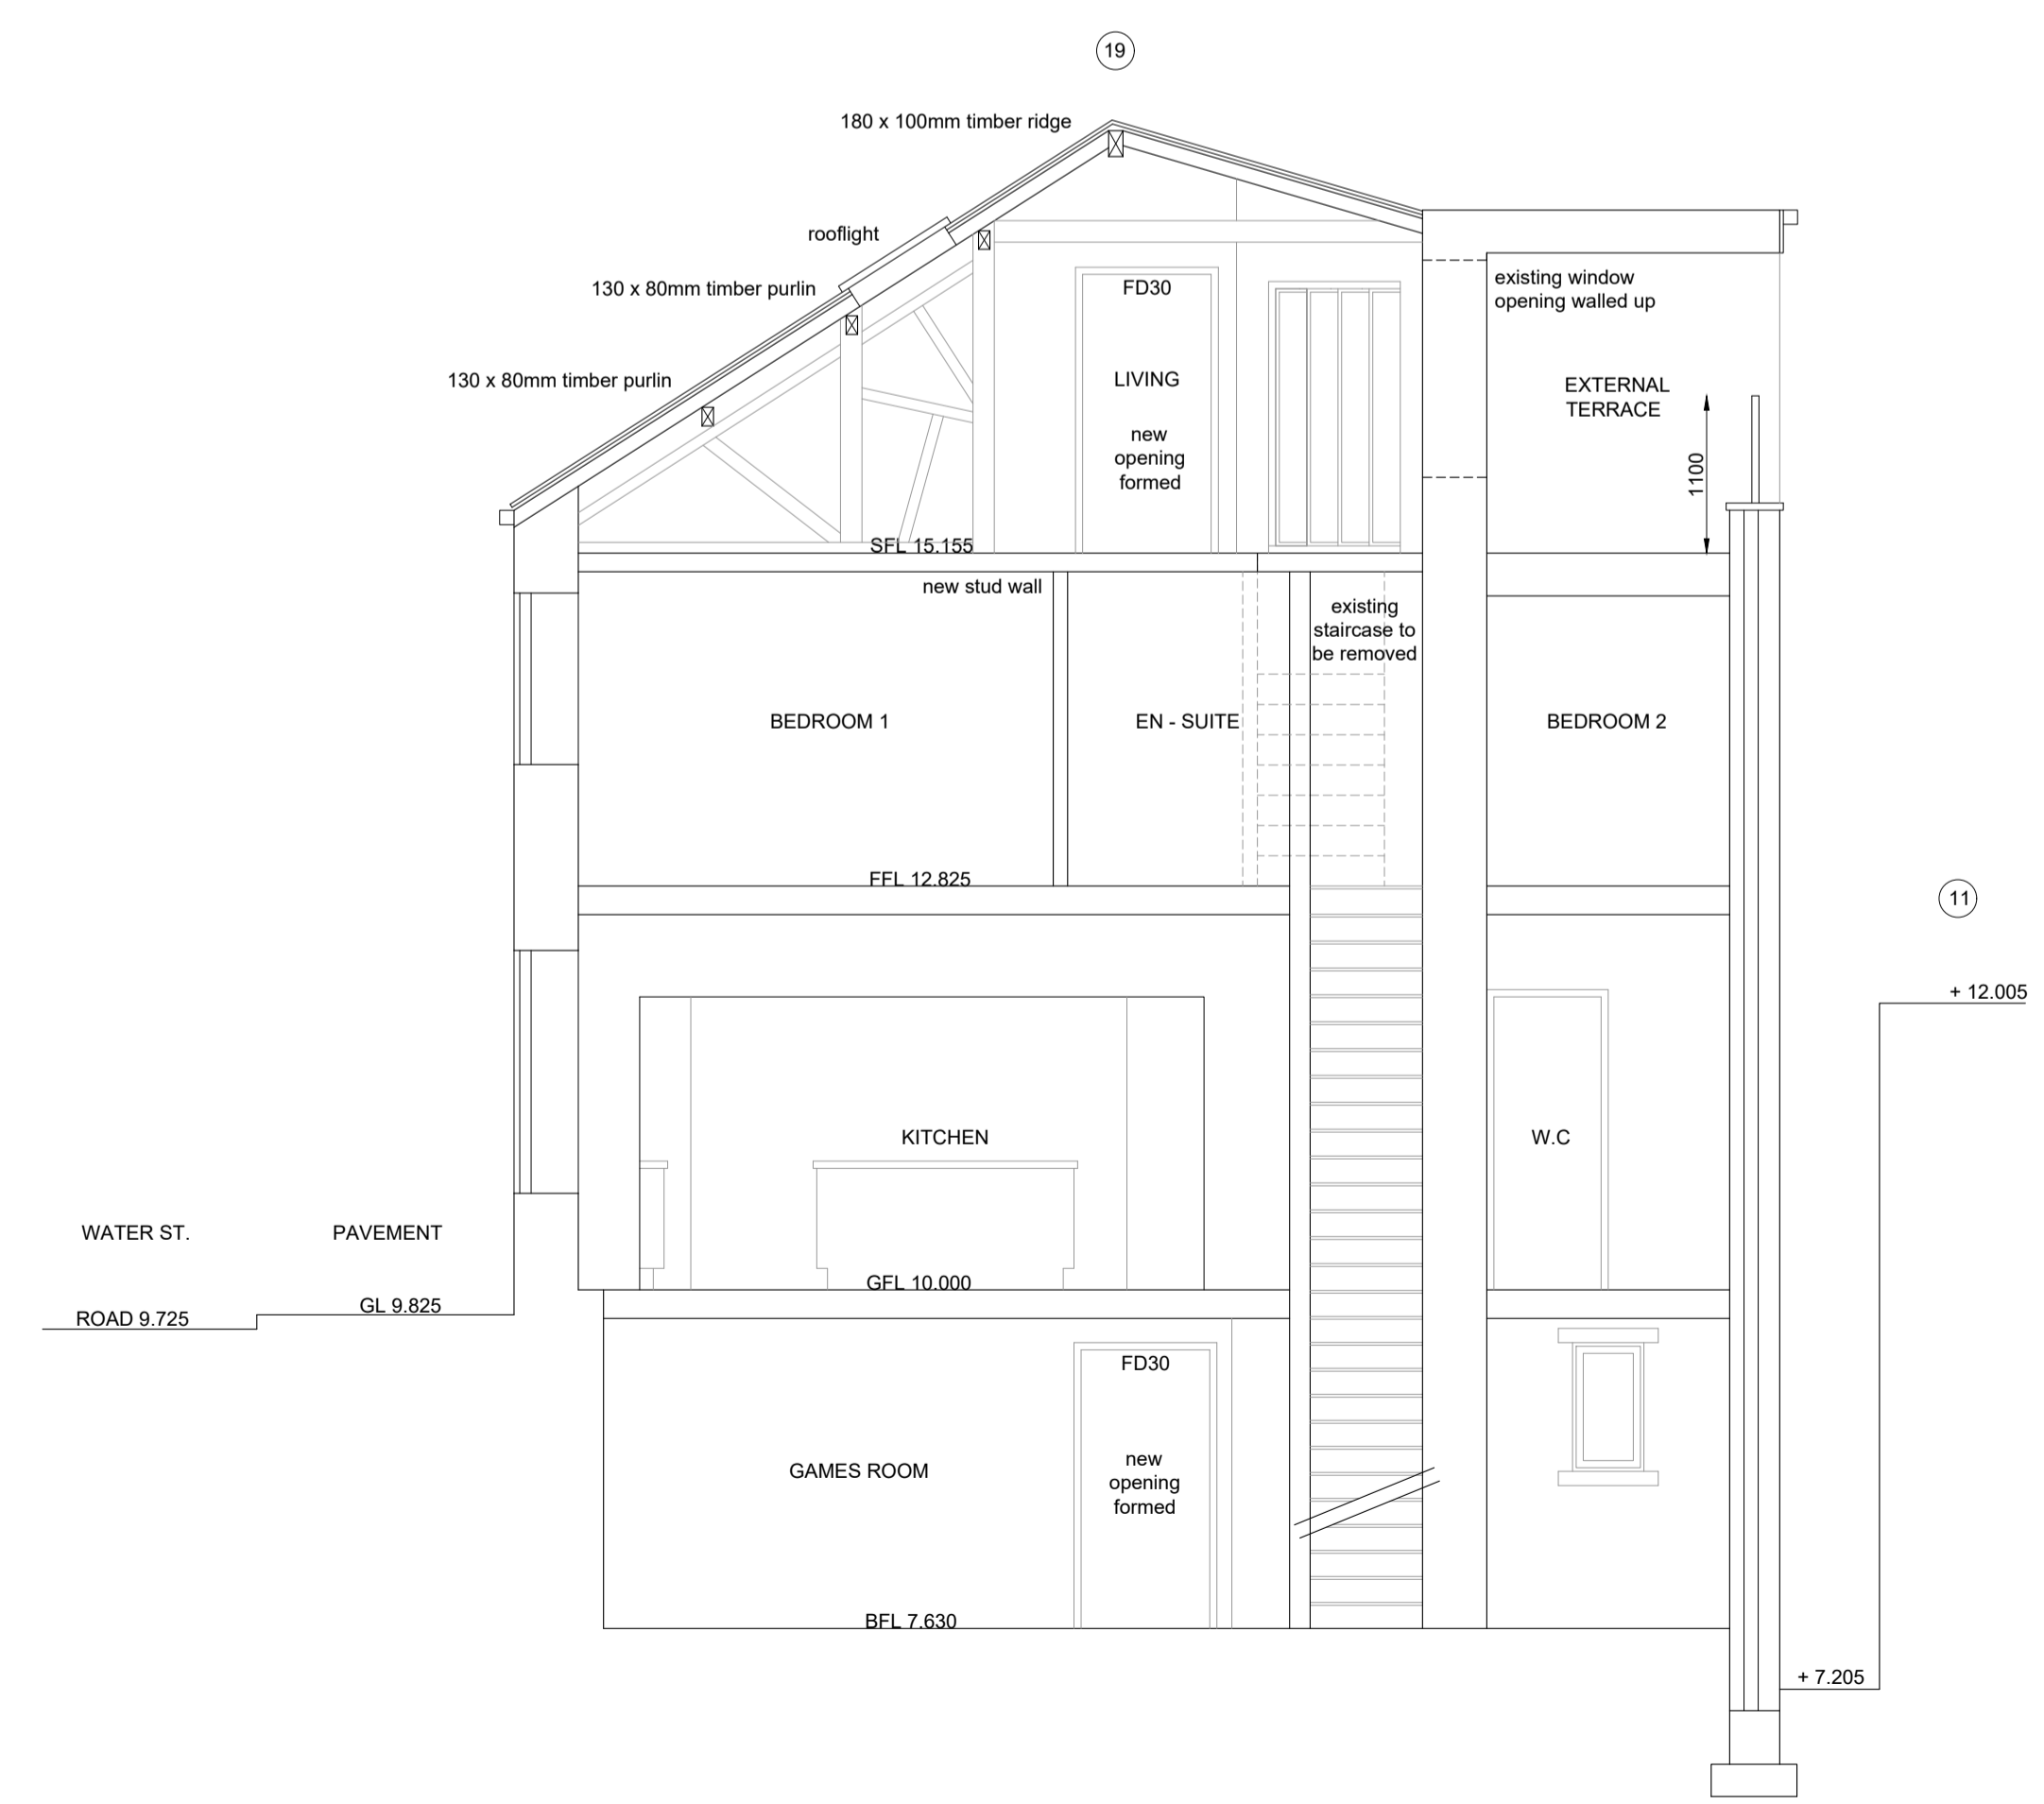 19
180 x 100mm timber ridge
rooflight
130 x 80mm timber purlin
130 x 80mm timber purlin
FD30
LIVING
new
opening
formed
existing window
opening walled up
EXTERNAL
TERRACE
1100
SFL 15.155
new stud wall
existing
staircase to
be removed
BEDROOM 1
EN - SUITE
BEDROOM 2
FFL 12.825
11
+ 12.005
KITCHEN
W.C
WATER ST.
PAVEMENT
GFL 10.000
GL 9.825
ROAD 9.725
FD30
GAMES ROOM
new
opening
formed
BFL 7.630
+ 7.205